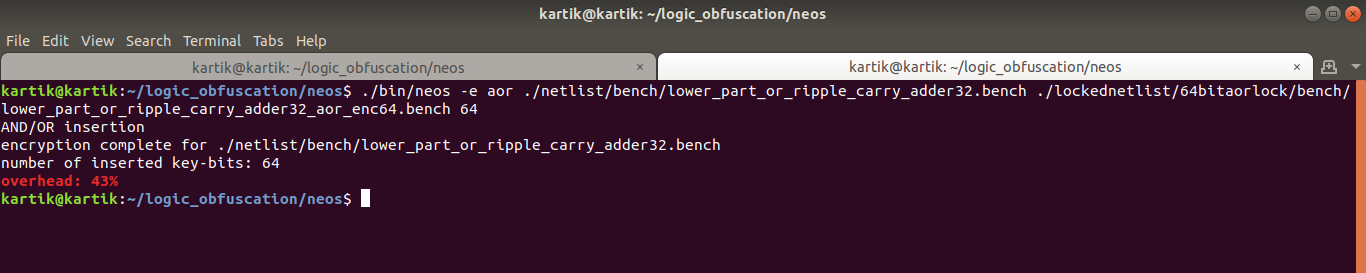 kartik@kartik: ~/logic_obfuscation/neos
File Edit View Search Terminal Tabs Help
kartik@kartik: ~/logic_obfuscation/neos × kartik@kartik: ~/logic_obfuscation/neos ×
kartik@kartik:~/logic_obfuscation/neos$ ./bin/neos -e aor ./netlist/bench/lower_part_or_ripple_carry_adder32.bench ./lockednetlist/64bitaorlock/bench/
lower_part_or_ripple_carry_adder32_aor_enc64.bench 64
AND/OR insertion
encryption complete for ./netlist/bench/lower_part_or_ripple_carry_adder32.bench
number of inserted key-bits: 64
overhead: 43%
kartik@kartik:~/logic_obfuscation/neos$